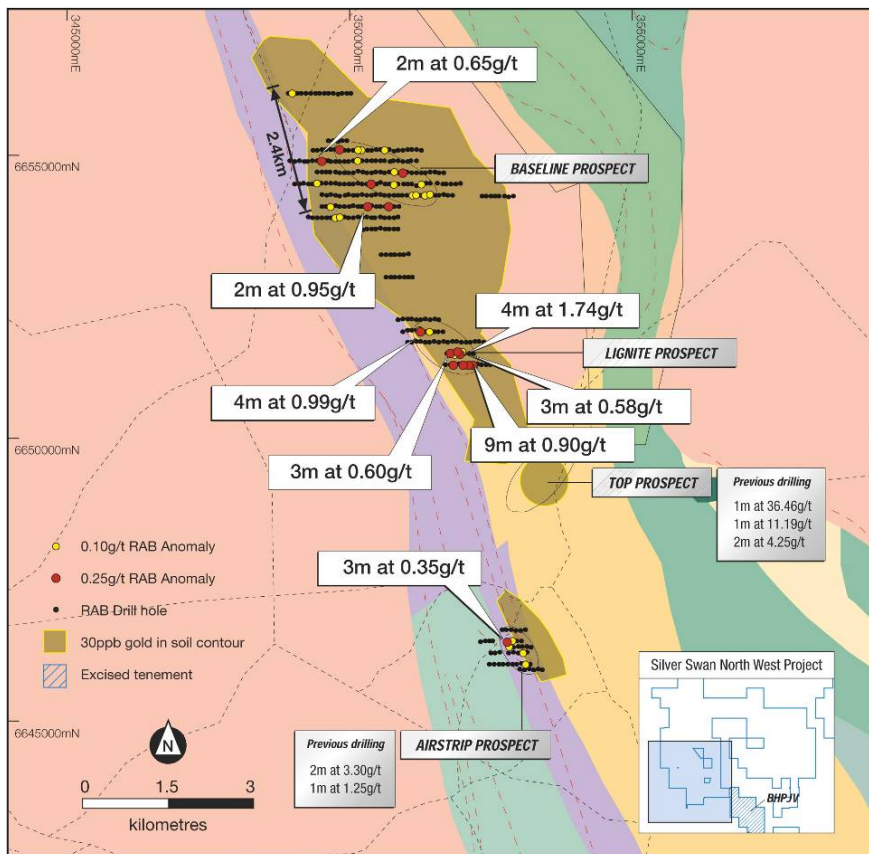 345000mE
350000mE
355000mE
2m at 0.65g/t
2.4km
6655000mN
BASELINE PROSPECT
2m at 0.95g/t
4m at 1.74g/t
LIGNITE PROSPECT
4m at 0.99g/t
3m at 0.58g/t
9m at 0.90g/t
3m at 0.60g/t
6650000mN
TOP PROSPECT
Previous drilling
1m at 36.46g/t
1m at 11.19g/t
2m at 4.25g/t
0.10g/t RAB Anomaly
0.25g/t RAB Anomaly
RAB Drill hole
30ppb gold in soil contour
Excised tenement
3m at 0.35g/t
6645000mN
N
0 1.5 3
kilometres
Previous drilling
2m at 3.30g/t
1m at 1.25g/t
AIRSTRIP PROSPECT
Silver Swan North West Project
BHPJV